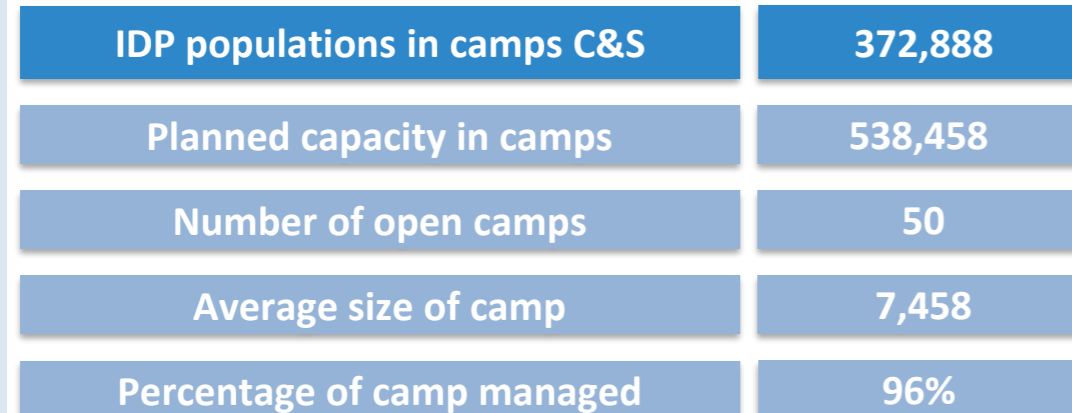 IDP populations in camps C&S 372,888
Planned capacity in camps 538,458
Number of open camps 50
Average size of camp 7,458
Percentage of camp managed 96%